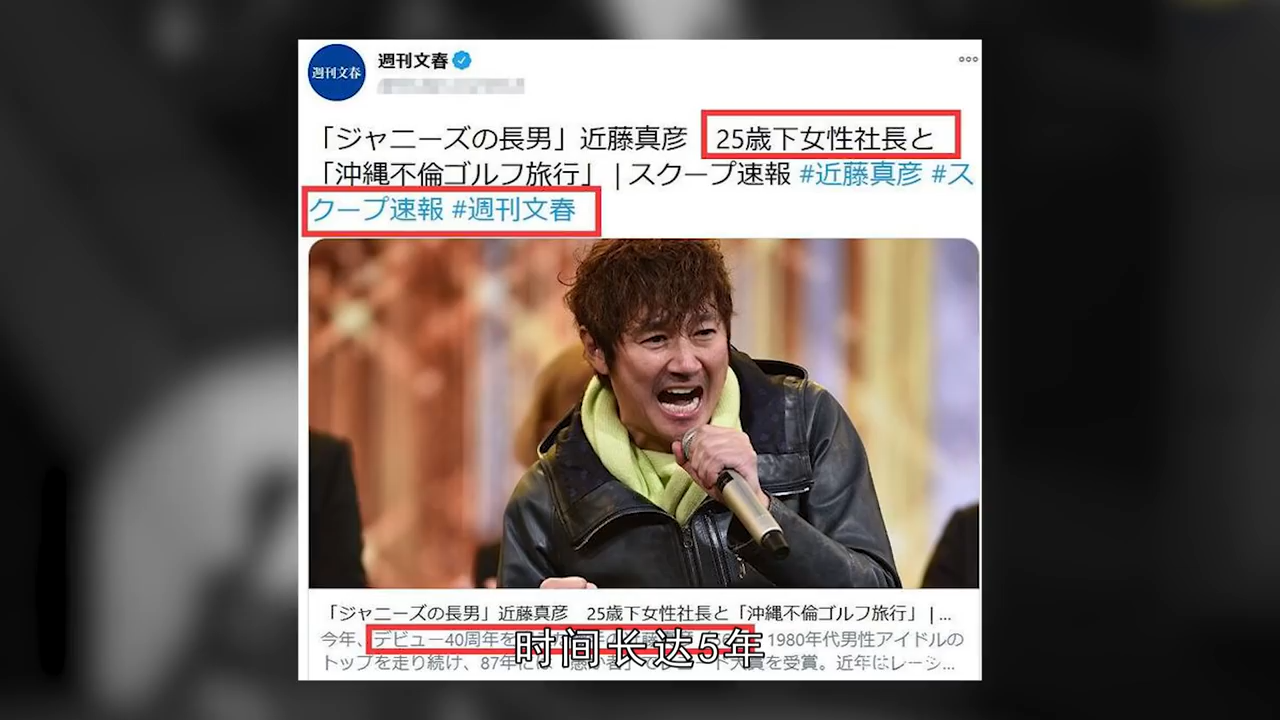 週刊文春
週刊文春
「ジャニーズの長男」近藤真彦 25歳下女性社長と
「沖縄不倫ゴルフ旅行」 | スクープ速報 #近藤真彦 #ス
クープ速報 #週刊文春
「ジャニーズの長男」近藤真彦 25歳下女性社長と「沖縄不倫ゴルフ旅行」 | ...
今年、デビュー40周年を 1980年代男性アイドルの
时间长达5年
トップを走り続け、87年に 大賞を受賞。近年はレーシ...